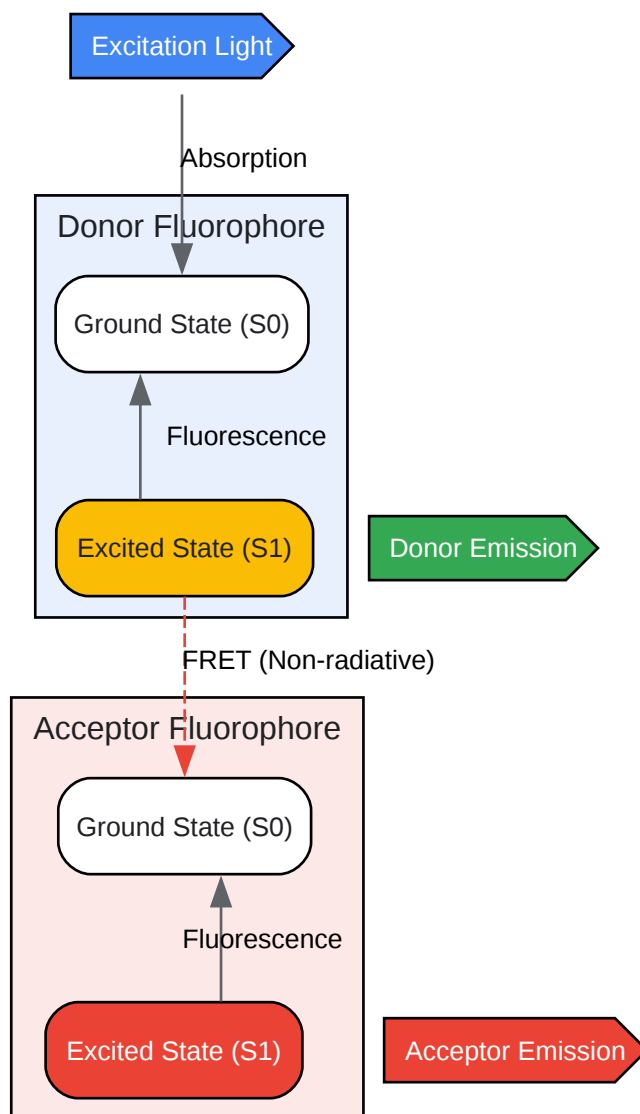 Excitation Light
Absorption
Donor Fluorophore
Ground State (S0)
Fluorescence
Excited State (S1)
Donor Emission
FRET (Non-radiative)
Acceptor Fluorophore
Ground State (S0)
Fluorescence
Excited State (S1)
Acceptor Emission